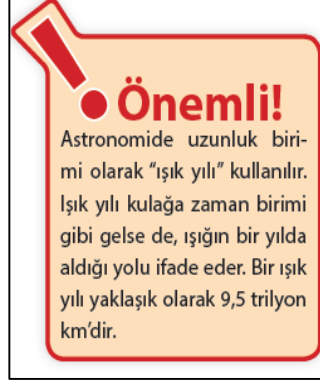 Önemli!
Astronomide uzunluk biri-
mi olarak "ışık yılı" kullanılır.
Işık yılı kulağa zaman birimi
gibi gelse de, ışığın bir yılda
aldığı yolu ifade eder. Bir ışık
yılı yaklaşık olarak 9,5 trilyon
km'dir.